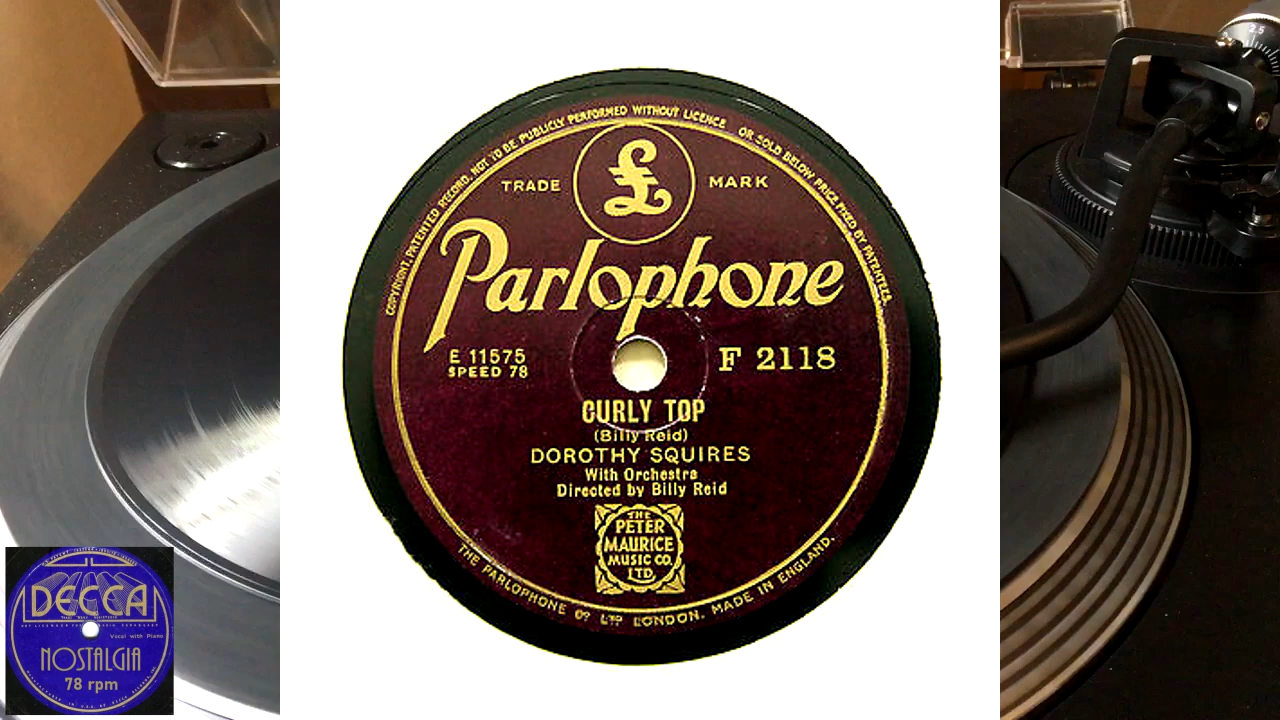 COPYRIGHT. PATENTED RECORD. NOT TO BE PUBLICLY PERFORMED WITHOUT LICENCE OR SOLD BELOW PRICE FIXED BY PATENTEES.
TRADE £ MARK
Parlophone
E 11575
SPEED 78
F 2118
CURLY TOP
(Billy Reid)
DOROTHY SQUIRES
With Orchestra
Directed by Billy Reid
THE
PETER
MAURICE
MUSIC CO.
LTD.
THE PARLOPHONE Co LTD LONDON. MADE IN ENGLAND.
DECCA
Vocal with Piano
NOSTALGIA
78 rpm
2.5